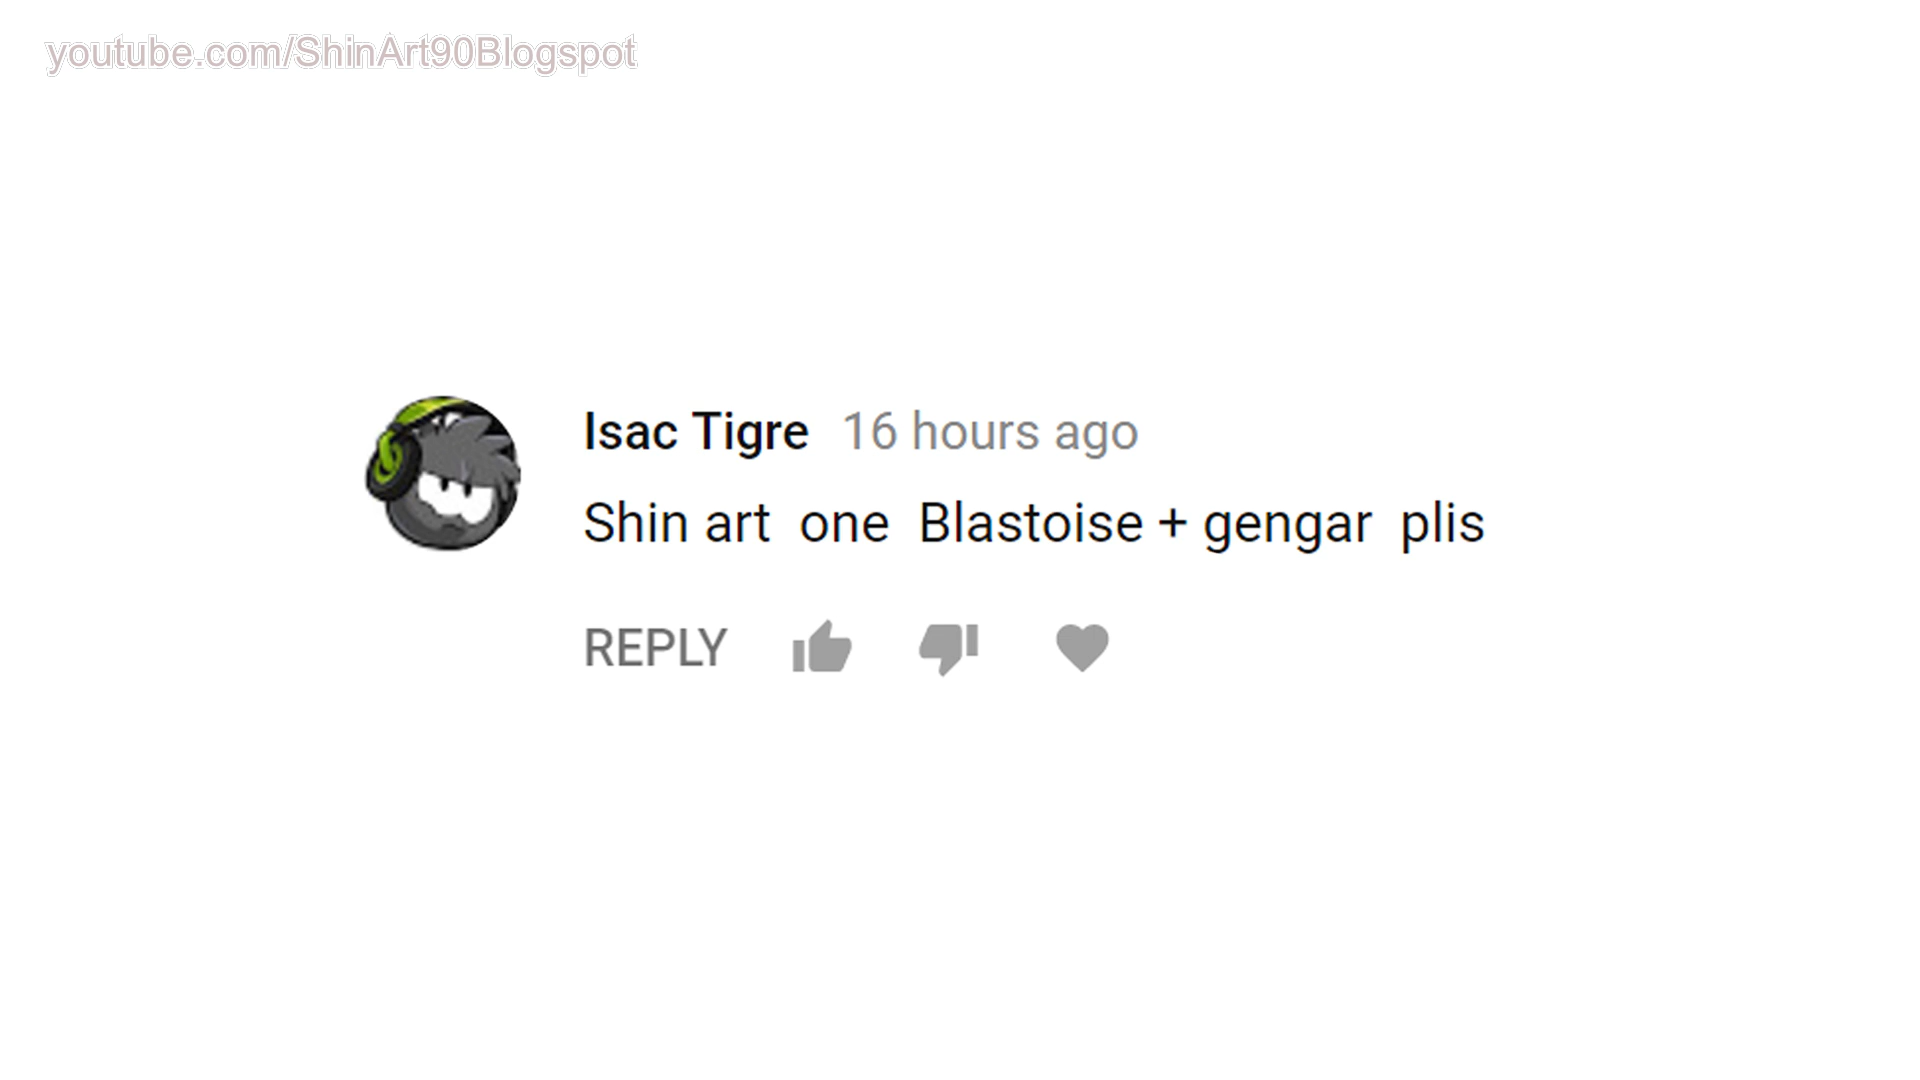 youtube.com/ShinArt90Blogspot
Isac Tigre 16 hours ago
Shin art one Blastoise + gengar plis
REPLY